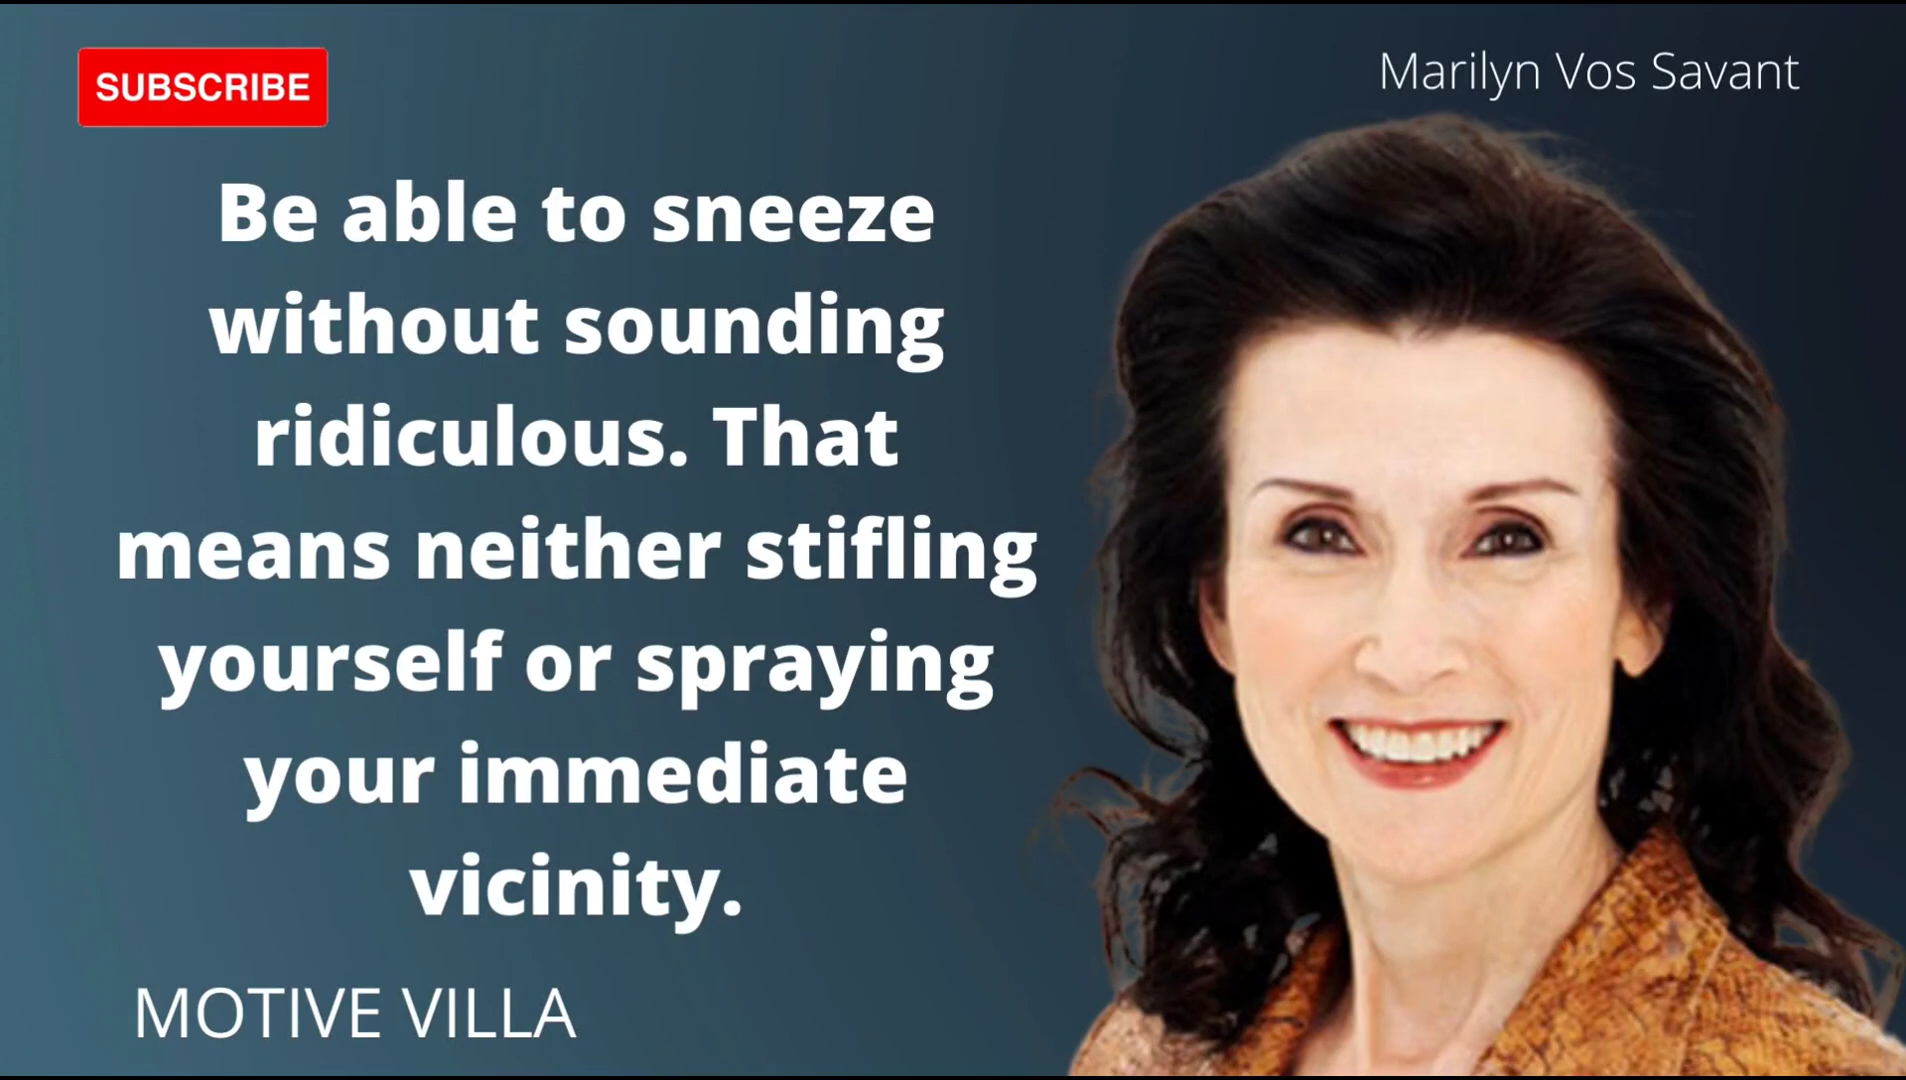 SUBSCRIBE
Marilyn Vos Savant
Be able to sneeze
without sounding
ridiculous. That
means neither stifling
yourself or spraying
your immediate
vicinity.
MOTIVE VILLA